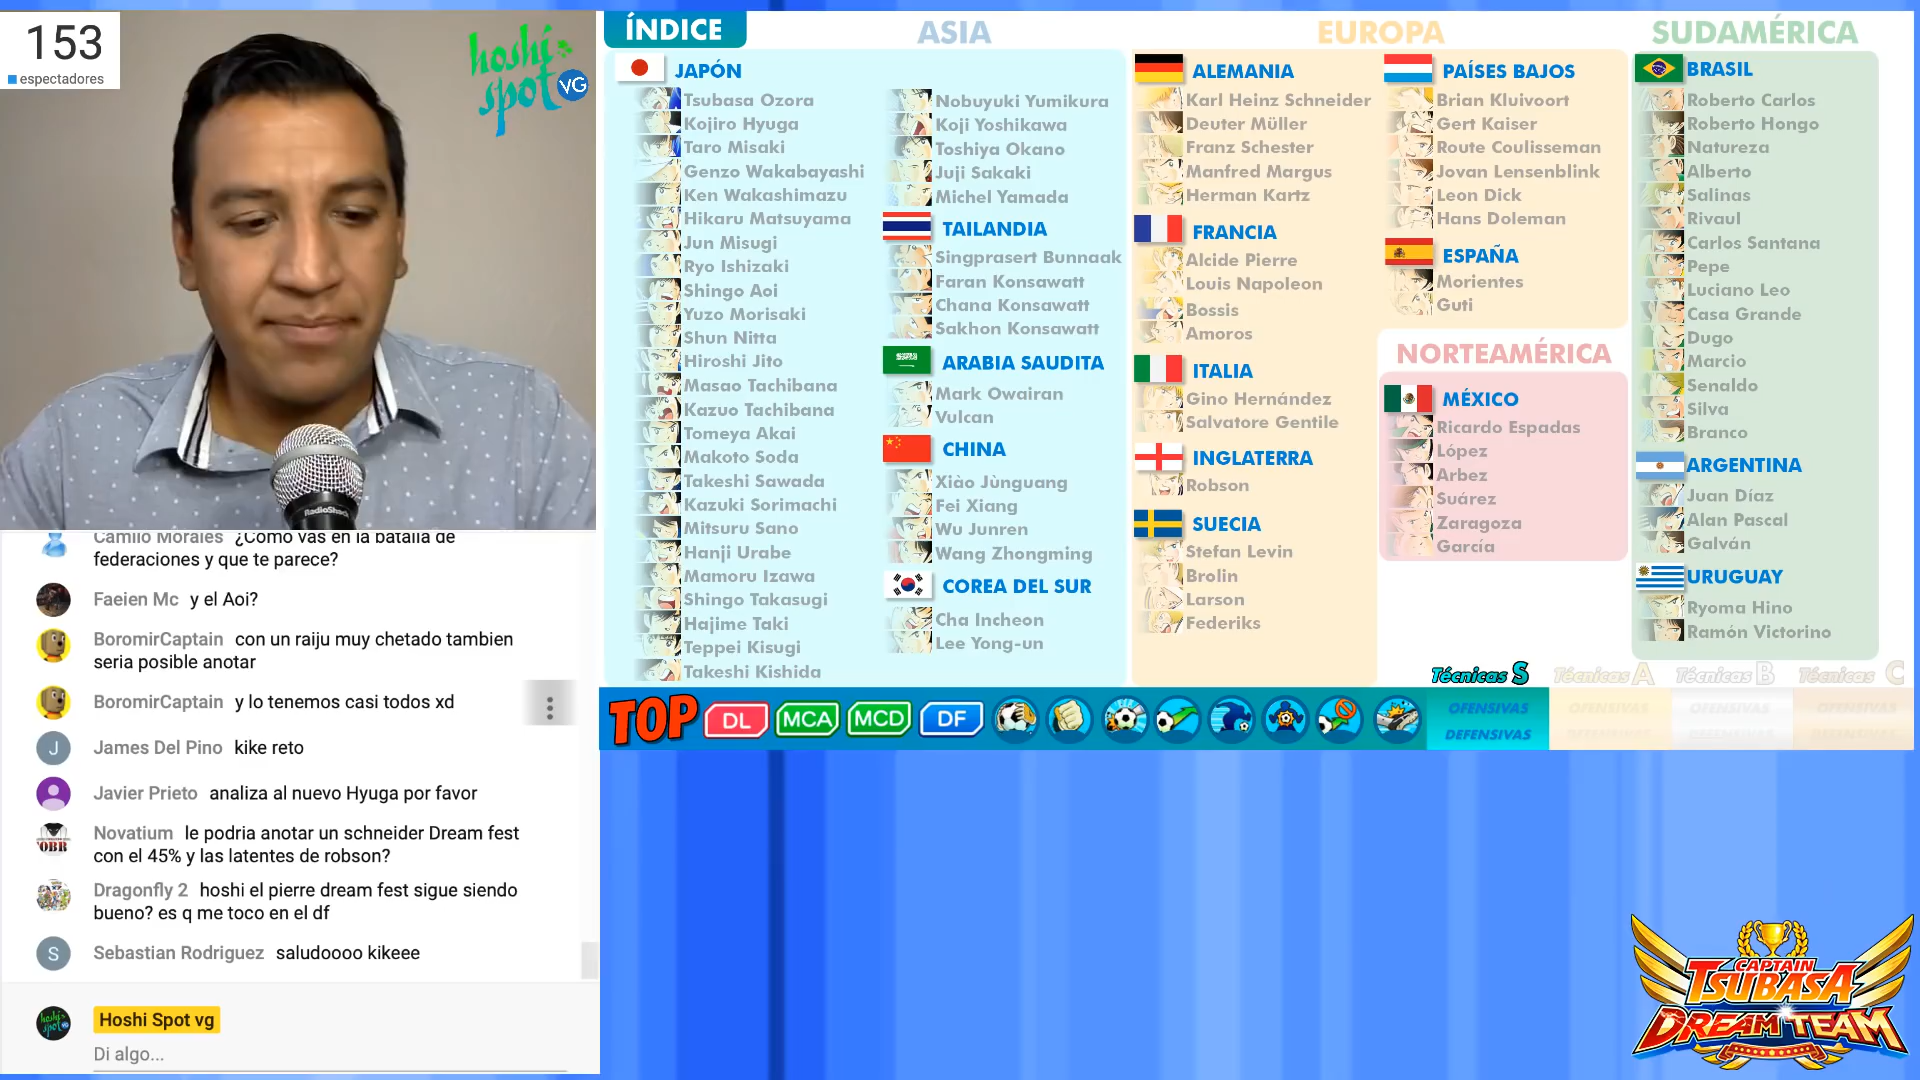 153
espectadores
hoshi
spot
VG
RadioShack
Camilo Morales ¿Como vas en la batalla de
federaciones y que te parece?
Faeien Mc y el Aoi?
BoromirCaptain con un raiju muy chetado tambien
seria posible anotar
BoromirCaptain y lo tenemos casi todos xd
J
James Del Pino kike reto
Javier Prieto analiza al nuevo Hyuga por favor
Novatium le podria anotar un schneider Dream fest
con el 45% y las latentes de robson?
Dragonfly 2 hoshi el pierre dream fest sigue siendo
bueno? es q me toco en el df
S
Sebastian Rodriguez saludoooo kikeee
Hoshi Spot vg
Di algo...
ÍNDICE
ASIA
JAPÓN
Tsubasa Ozora
Kojiro Hyuga
Taro Misaki
Genzo Wakabayashi
Ken Wakashimazu
Hikaru Matsuyama
Jun Misugi
Ryo Ishizaki
Shingo Aoi
Yuzo Morisaki
Shun Nitta
Hiroshi Jito
Masao Tachibana
Kazuo Tachibana
Tomeya Akai
Makoto Soda
Takeshi Sawada
Kazuki Sorimachi
Mitsuru Sano
Hanji Urabe
Mamoru Izawa
Shingo Takasugi
Hajime Taki
Teppei Kisugi
Takeshi Kishida
Nobuyuki Yumikura
Koji Yoshikawa
Toshiya Okano
Juji Sakaki
Michel Yamada
TAILANDIA
Singprasert Bunnaak
Faran Konsawatt
Chana Konsawatt
Sakhon Konsawatt
ARABIA SAUDITA
Mark Owairan
Vulcan
CHINA
Xiào Jùnguang
Fei Xiang
Wu Junren
Wang Zhongming
COREA DEL SUR
Cha Incheon
Lee Yong-un
EUROPA
ALEMANIA
Karl Heinz Schneider
Deuter Müller
Franz Schester
Manfred Margus
Herman Kartz
FRANCIA
Alcide Pierre
Louis Napoleon
Bossis
Amoros
ITALIA
Gino Hernández
Salvatore Gentile
INGLATERRA
Robson
SUECIA
Stefan Levin
Brolin
Larson
Federiks
PAÍSES BAJOS
Brian Kluivoort
Gert Kaiser
Route Coulisseman
Jovan Lensenblink
Leon Dick
Hans Doleman
ESPAÑA
Morientes
Guti
NORTEAMÉRICA
MÉXICO
Ricardo Espadas
López
Arbez
Suárez
Zaragoza
García
SUDAMÉRICA
BRASIL
Roberto Carlos
Roberto Hongo
Natureza
Alberto
Salinas
Rivaul
Carlos Santana
Pepe
Luciano Leo
Casa Grande
Dugo
Marcio
Senaldo
Silva
Branco
ARGENTINA
Juan Díaz
Alan Pascal
Galván
URUGUAY
Ryoma Hino
Ramón Victorino
Técnicas S Técnicas A Técnicas B Técnicas C
TOP DL MCA MCD DF
OFENSIVAS OFENSIVAS OFENSIVAS OFENSIVAS
DEFENSIVAS DEFENSIVAS DEFENSIVAS DEFENSIVAS
CAPTAIN
TSUBASA
DREAM TEAM